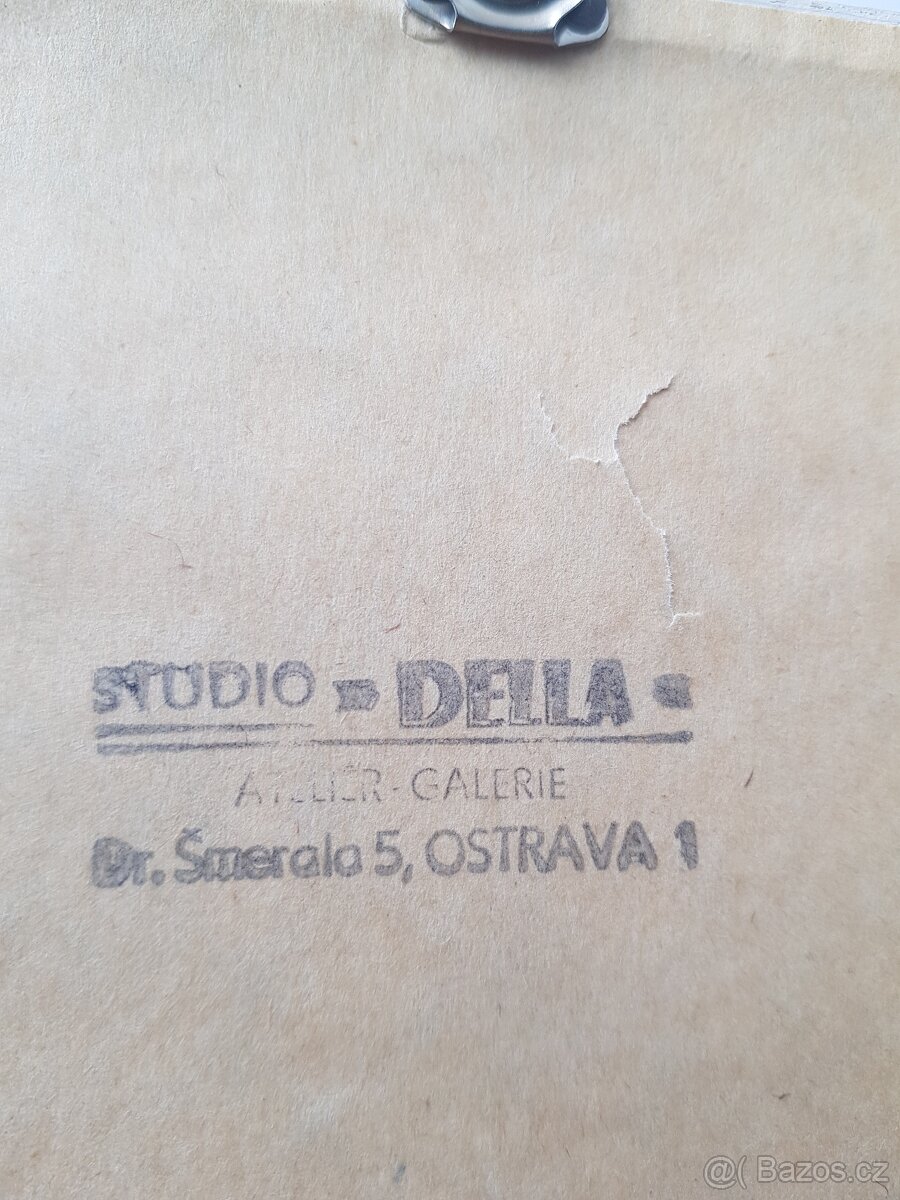 STUDIO » DELLA «
ATELIER - GALERIE
Dr. Šmerala 5, OSTRAVA 1
@( Bazos.cz